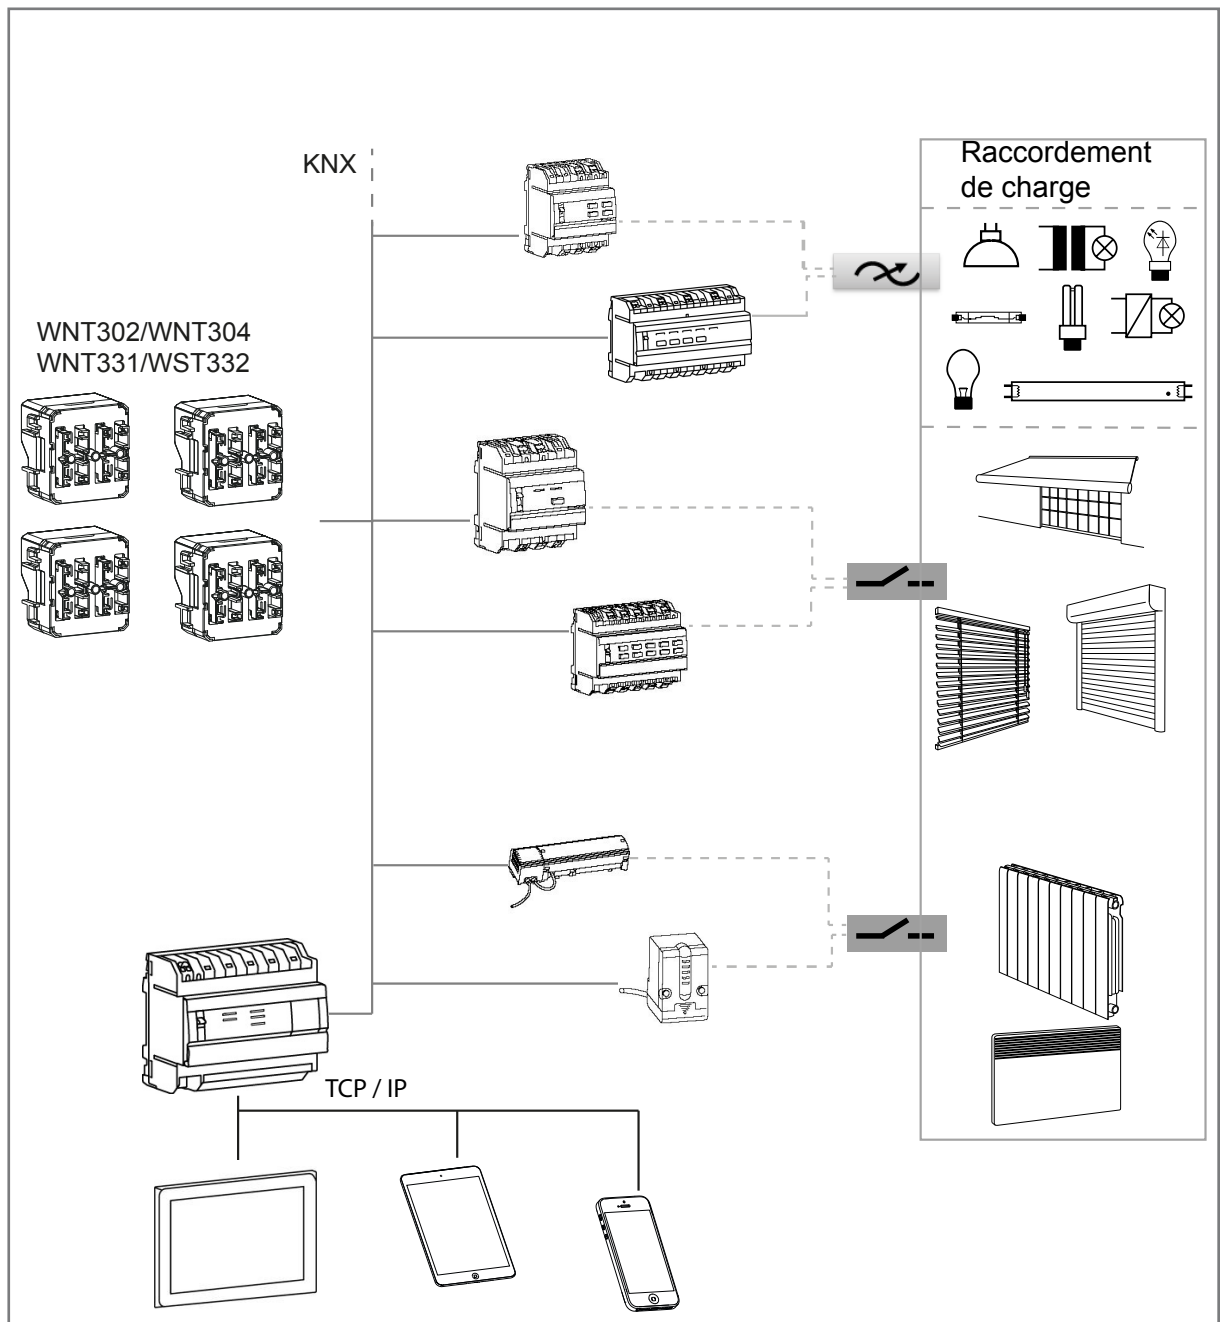 KNX
Raccordement
de charge
WNT302/WNT304
WNT331/WST332
TCP / IP